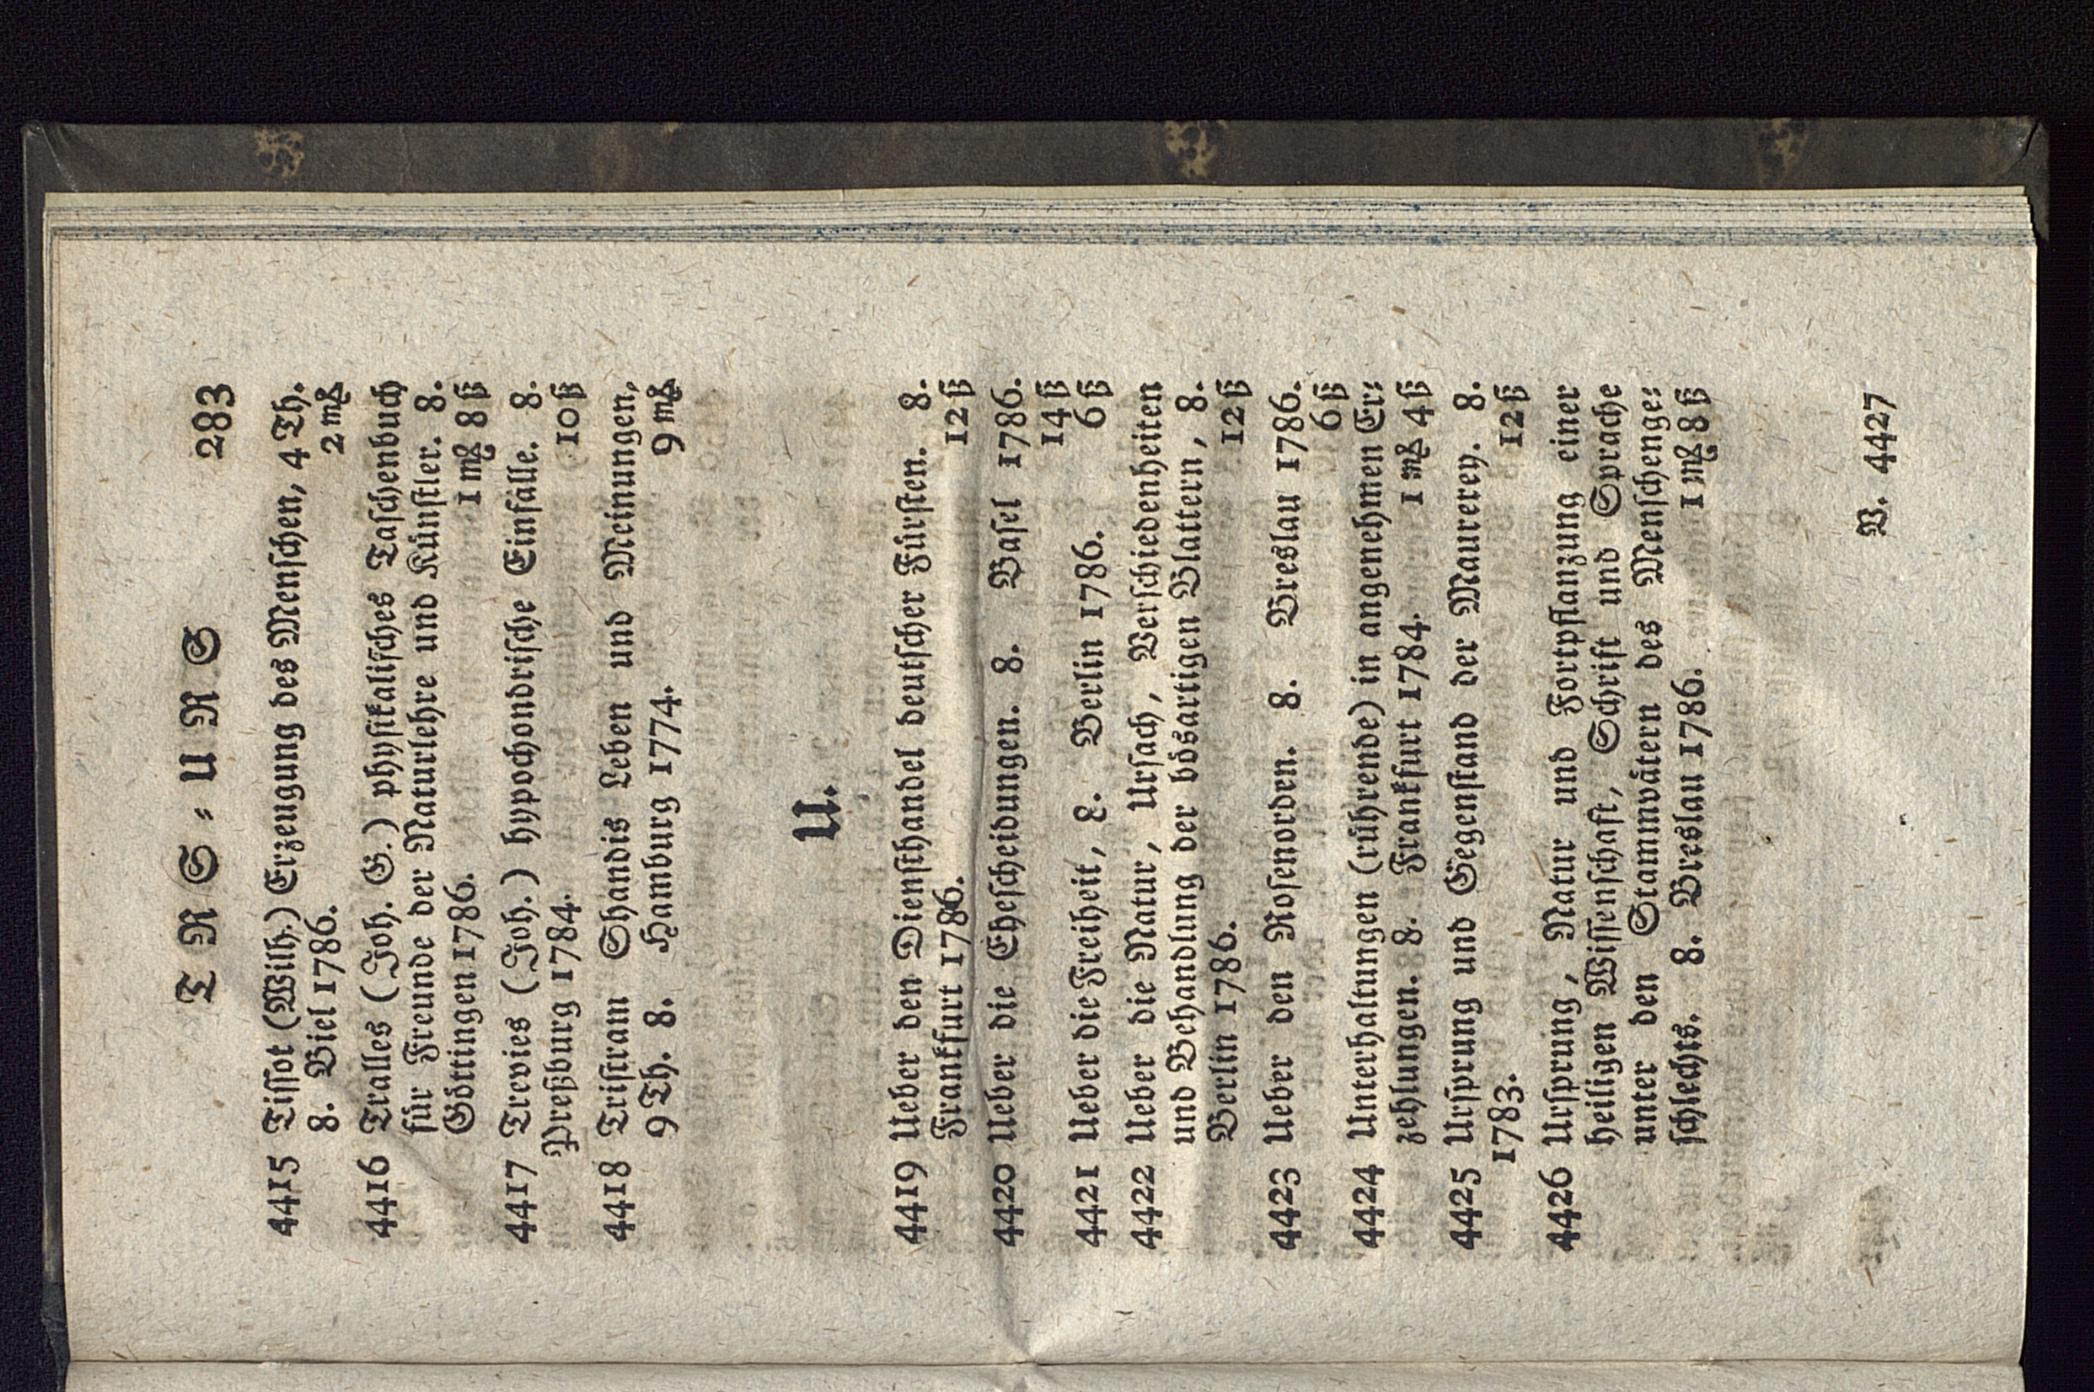 T R S ⸗ U R S 283
4415 Tiſſot (Wilh.) Erzeugung des Menſchen, 4 Th.
8. Biel 1786. 2 m℔
4416 Tralles (Joh. G.) phyſikaliſches Taſchenbuch
für Freunde der Naturlehre und Künſtler. 8.
Göttingen 1786. 1 m℔ 8 ß
4417 Trevies (Joh.) hypochondriſche Einfälle. 8.
Preßburg 1784. 10 ß
4418 Triſtram Shandis Leben und Meinungen,
9 Th. 8. Hamburg 1774. 9 m℔
U.
4419 Ueber den Dienſthandel deutſcher Fürſten. 8.
Frankfurt 1786. 12 ß
4420 Ueber die Eheſcheidungen. 8. Baſel 1786.
14 ß
4421 Ueber die Freiheit, 8. Berlin 1786. 6 ß
4422 Ueber die Natur, Urſach, Verſchiedenheiten
und Behandlung der bösartigen Blattern, 8.
Berlin 1786. 12 ß
4423 Ueber den Roſenorden. 8. Breslau 1786.
6 ß
4424 Unterhaltungen (rührende) in angenehmen Er⸗
zehlungen. 8. Frankfurt 1784. 1 m℔ 4 ß
4425 Urſprung und Gegenſtand der Maurerey. 8.
1783. 12 ß
4426 Urſprung, Natur und Fortpflanzung einer
heiligen Wiſſenſchaft, Schrift und Sprache
unter den Stammvätern des Menſchenge⸗
ſchlechts. 8. Breslau 1786. 1 m℔ 8 ß
V. 4427